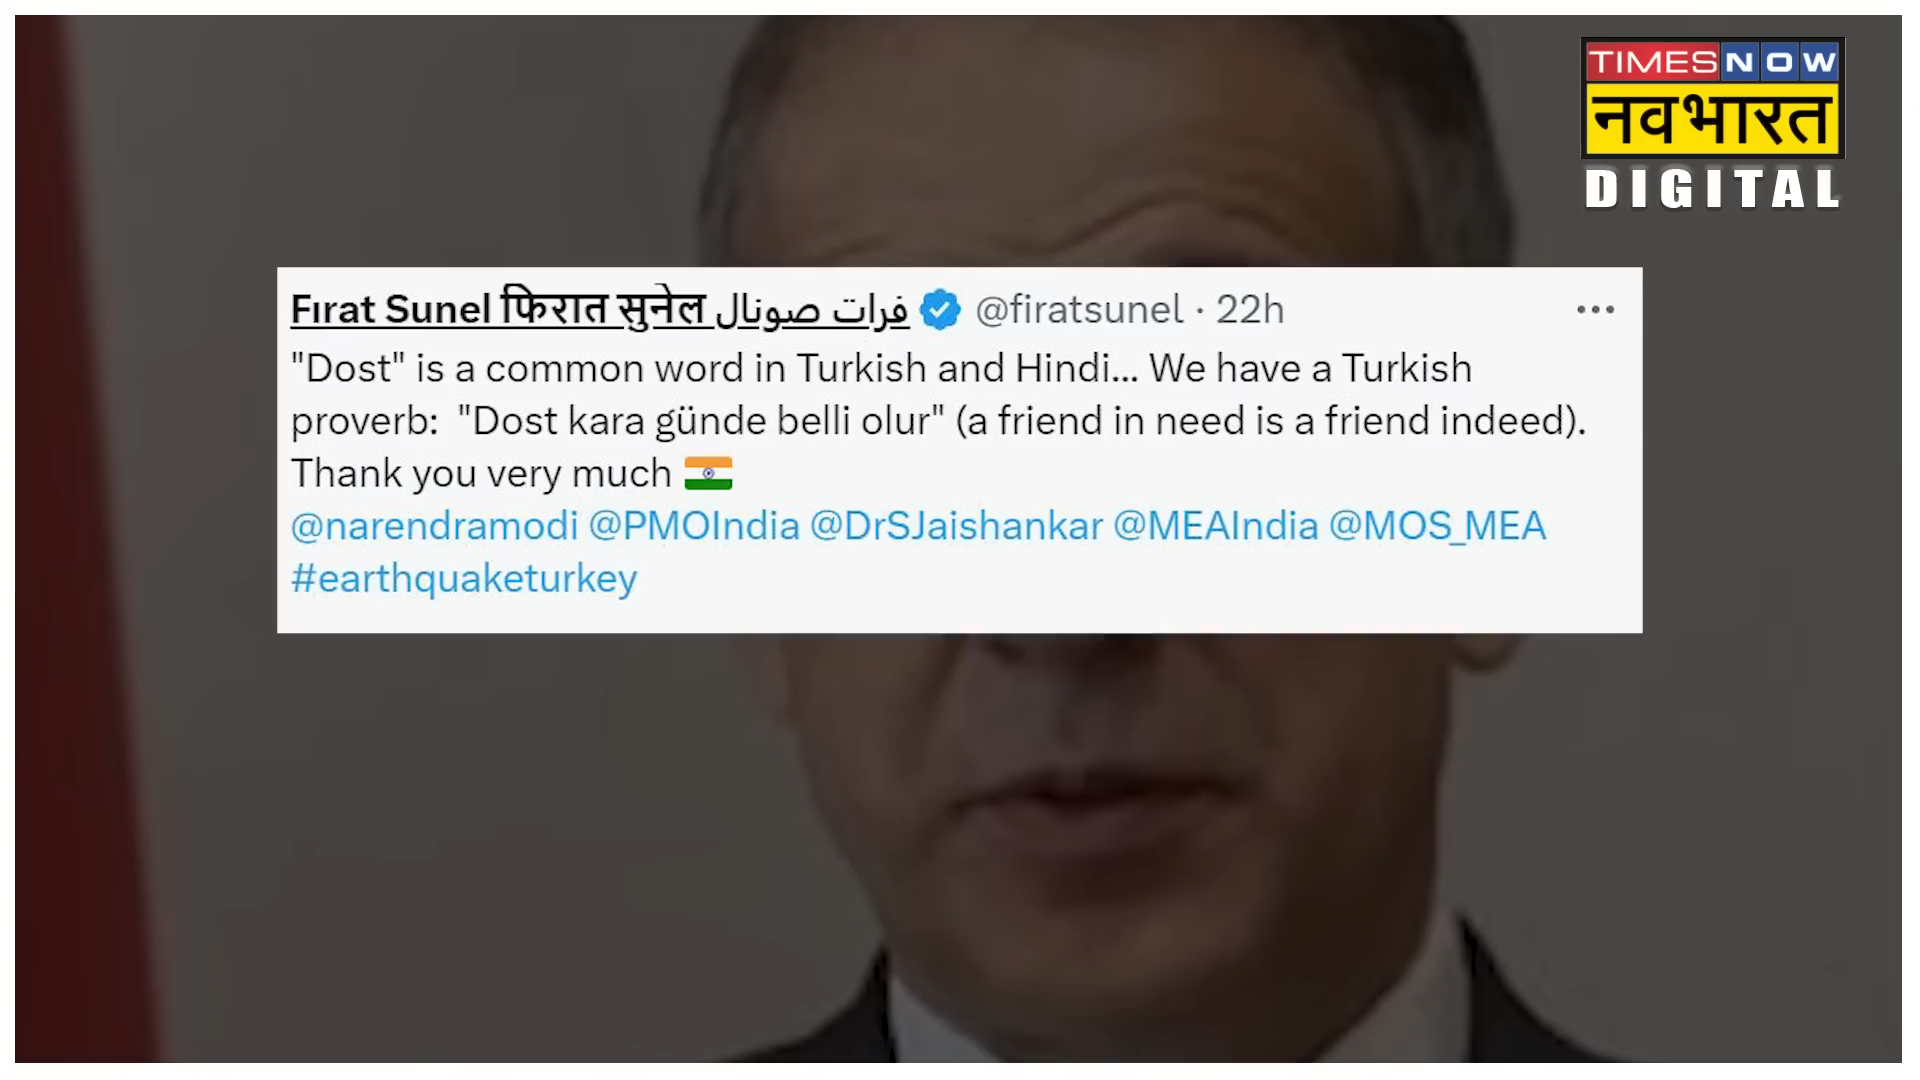 TIMES NOW
नवभारत
DIGITAL
Fırat Sunel फिरात सुनेल فرات صونال @firatsunel · 22h
"Dost" is a common word in Turkish and Hindi... We have a Turkish
proverb: "Dost kara günde belli olur" (a friend in need is a friend indeed).
Thank you very much 🇮🇳
@narendramodi @PMOIndia @DrSJaishankar @MEAIndia @MOS_MEA
#earthquaketurkey